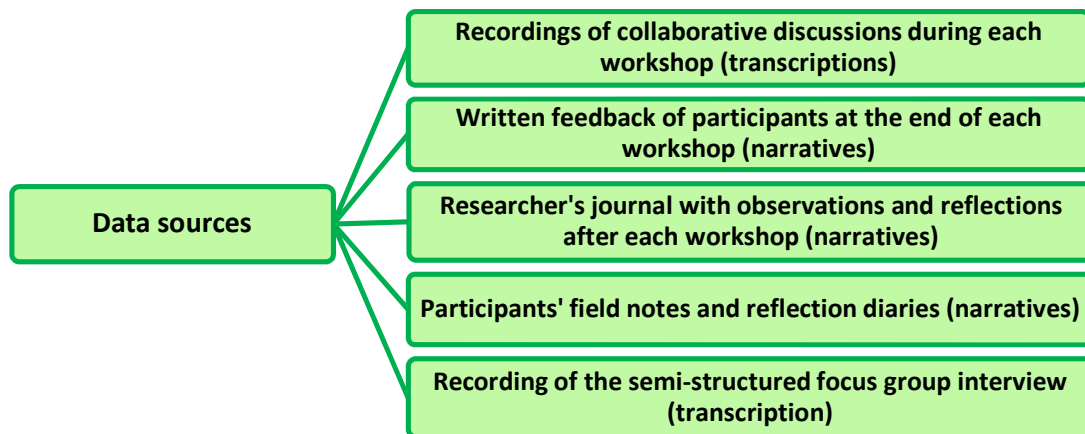 Data sources
Recordings of collaborative discussions during each
workshop (transcriptions)
Written feedback of participants at the end of each
workshop (narratives)
Researcher's journal with observations and reflections
after each workshop (narratives)
Participants' field notes and reflection diaries (narratives)
Recording of the semi-structured focus group interview
(transcription)